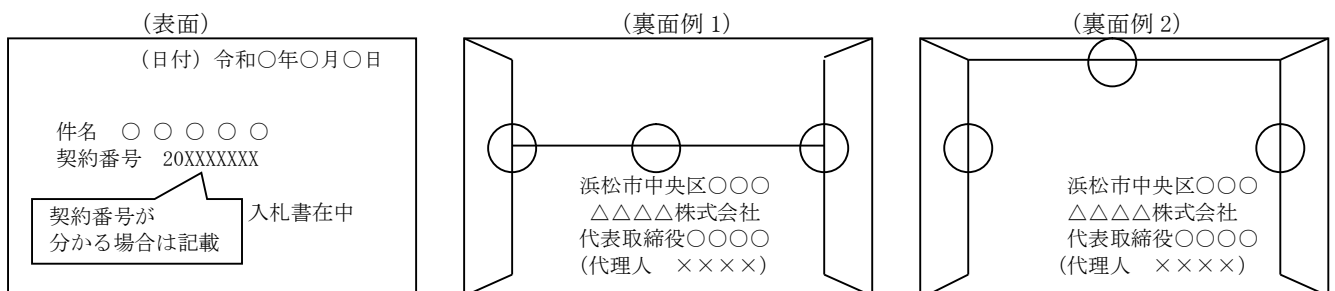 （表面）
（日付）令和○年○月○日
件名　○ ○ ○ ○ ○
契約番号　20XXXXXXX
契約番号が
分かる場合は記載
入札書在中
（裏面例 1）
浜松市中央区○○○
△△△△株式会社
代表取締役○○○○
(代理人　××××)
（裏面例 2）
浜松市中央区○○○
△△△△株式会社
代表取締役○○○○
(代理人　××××)